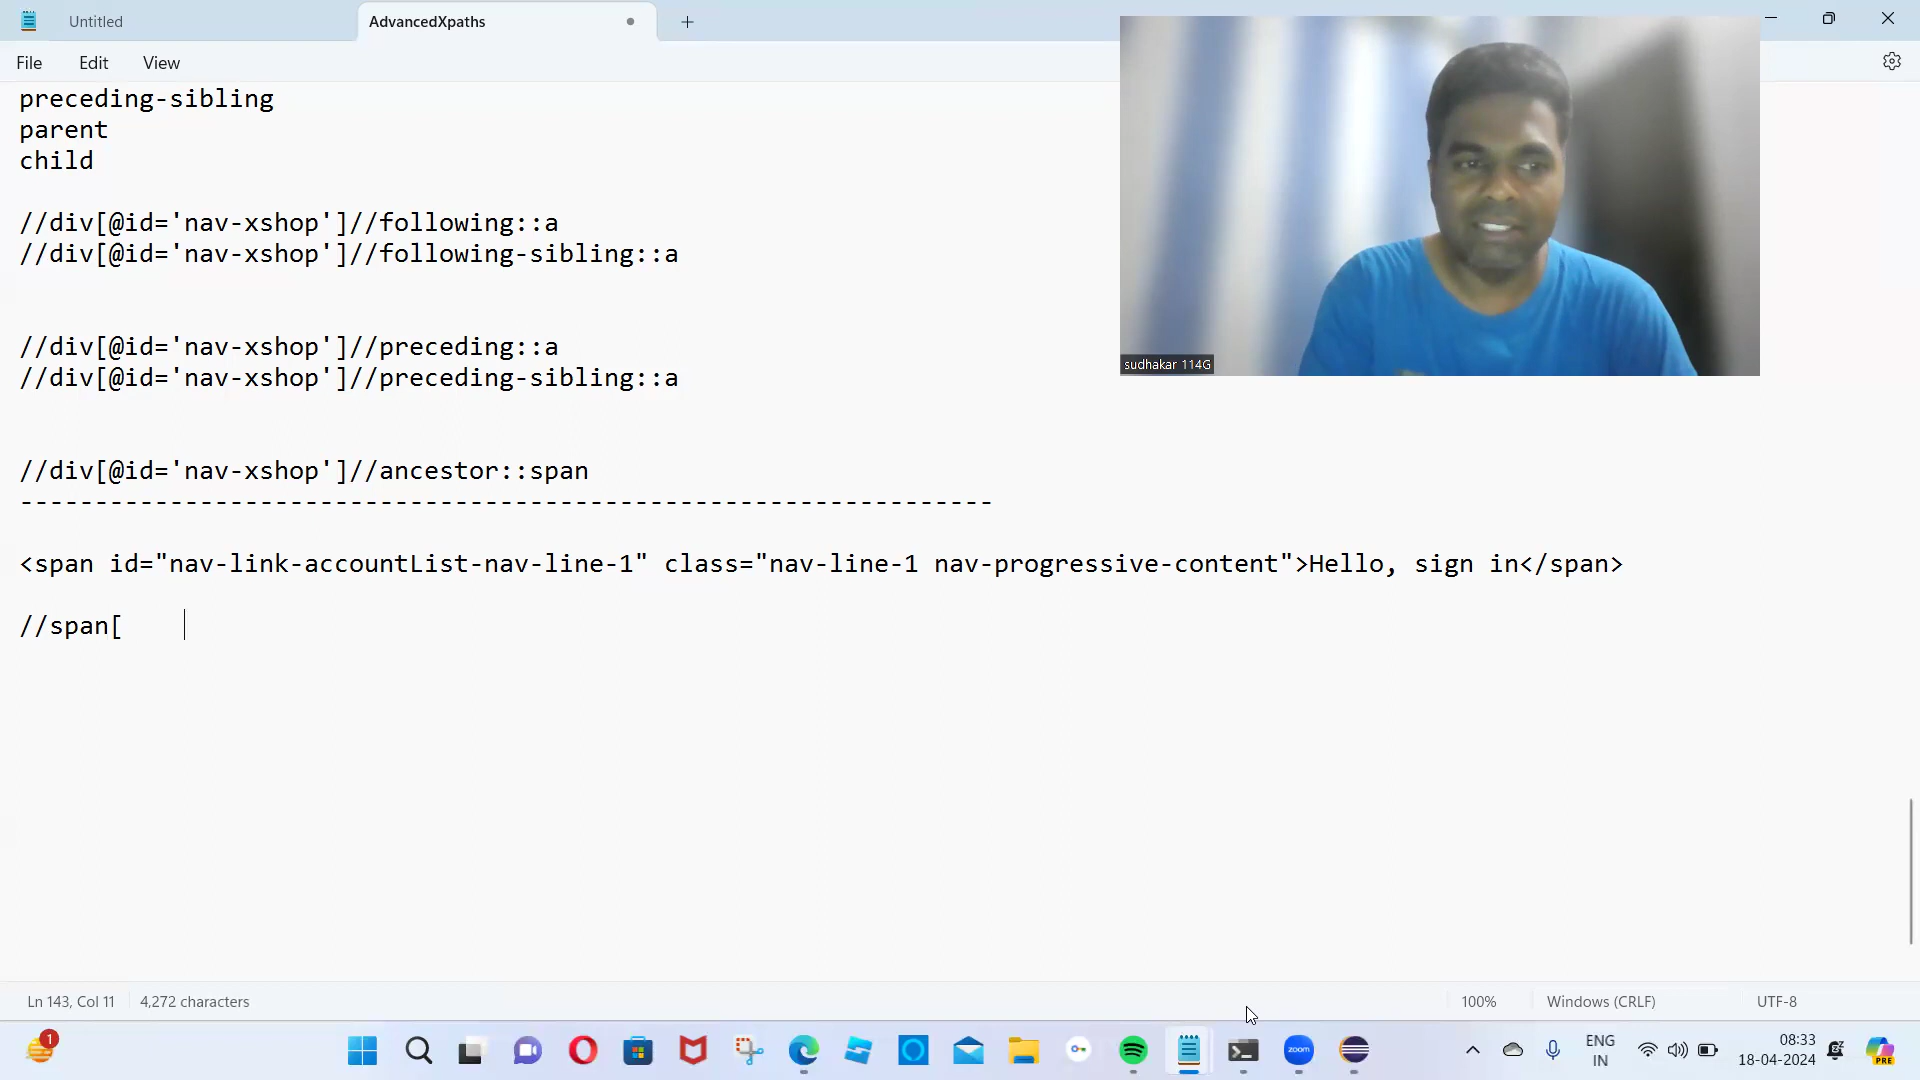 Untitled
AdvancedXpaths
File Edit View
preceding-sibling
parent
child
//div[@id='nav-xshop']//following::a
//div[@id='nav-xshop']//following-sibling::a
//div[@id='nav-xshop']//preceding::a
//div[@id='nav-xshop']//preceding-sibling::a
//div[@id='nav-xshop']//ancestor::span
-----------------------------------------------------------------
<span id="nav-link-accountList-nav-line-1" class="nav-line-1 nav-progressive-content">Hello, sign in</span>
//span[
sudhakar 114G
Ln 143, Col 11 4,272 characters 100% Windows (CRLF) UTF-8
1
zoom
ENG
IN
08:33
18-04-2024
PRE